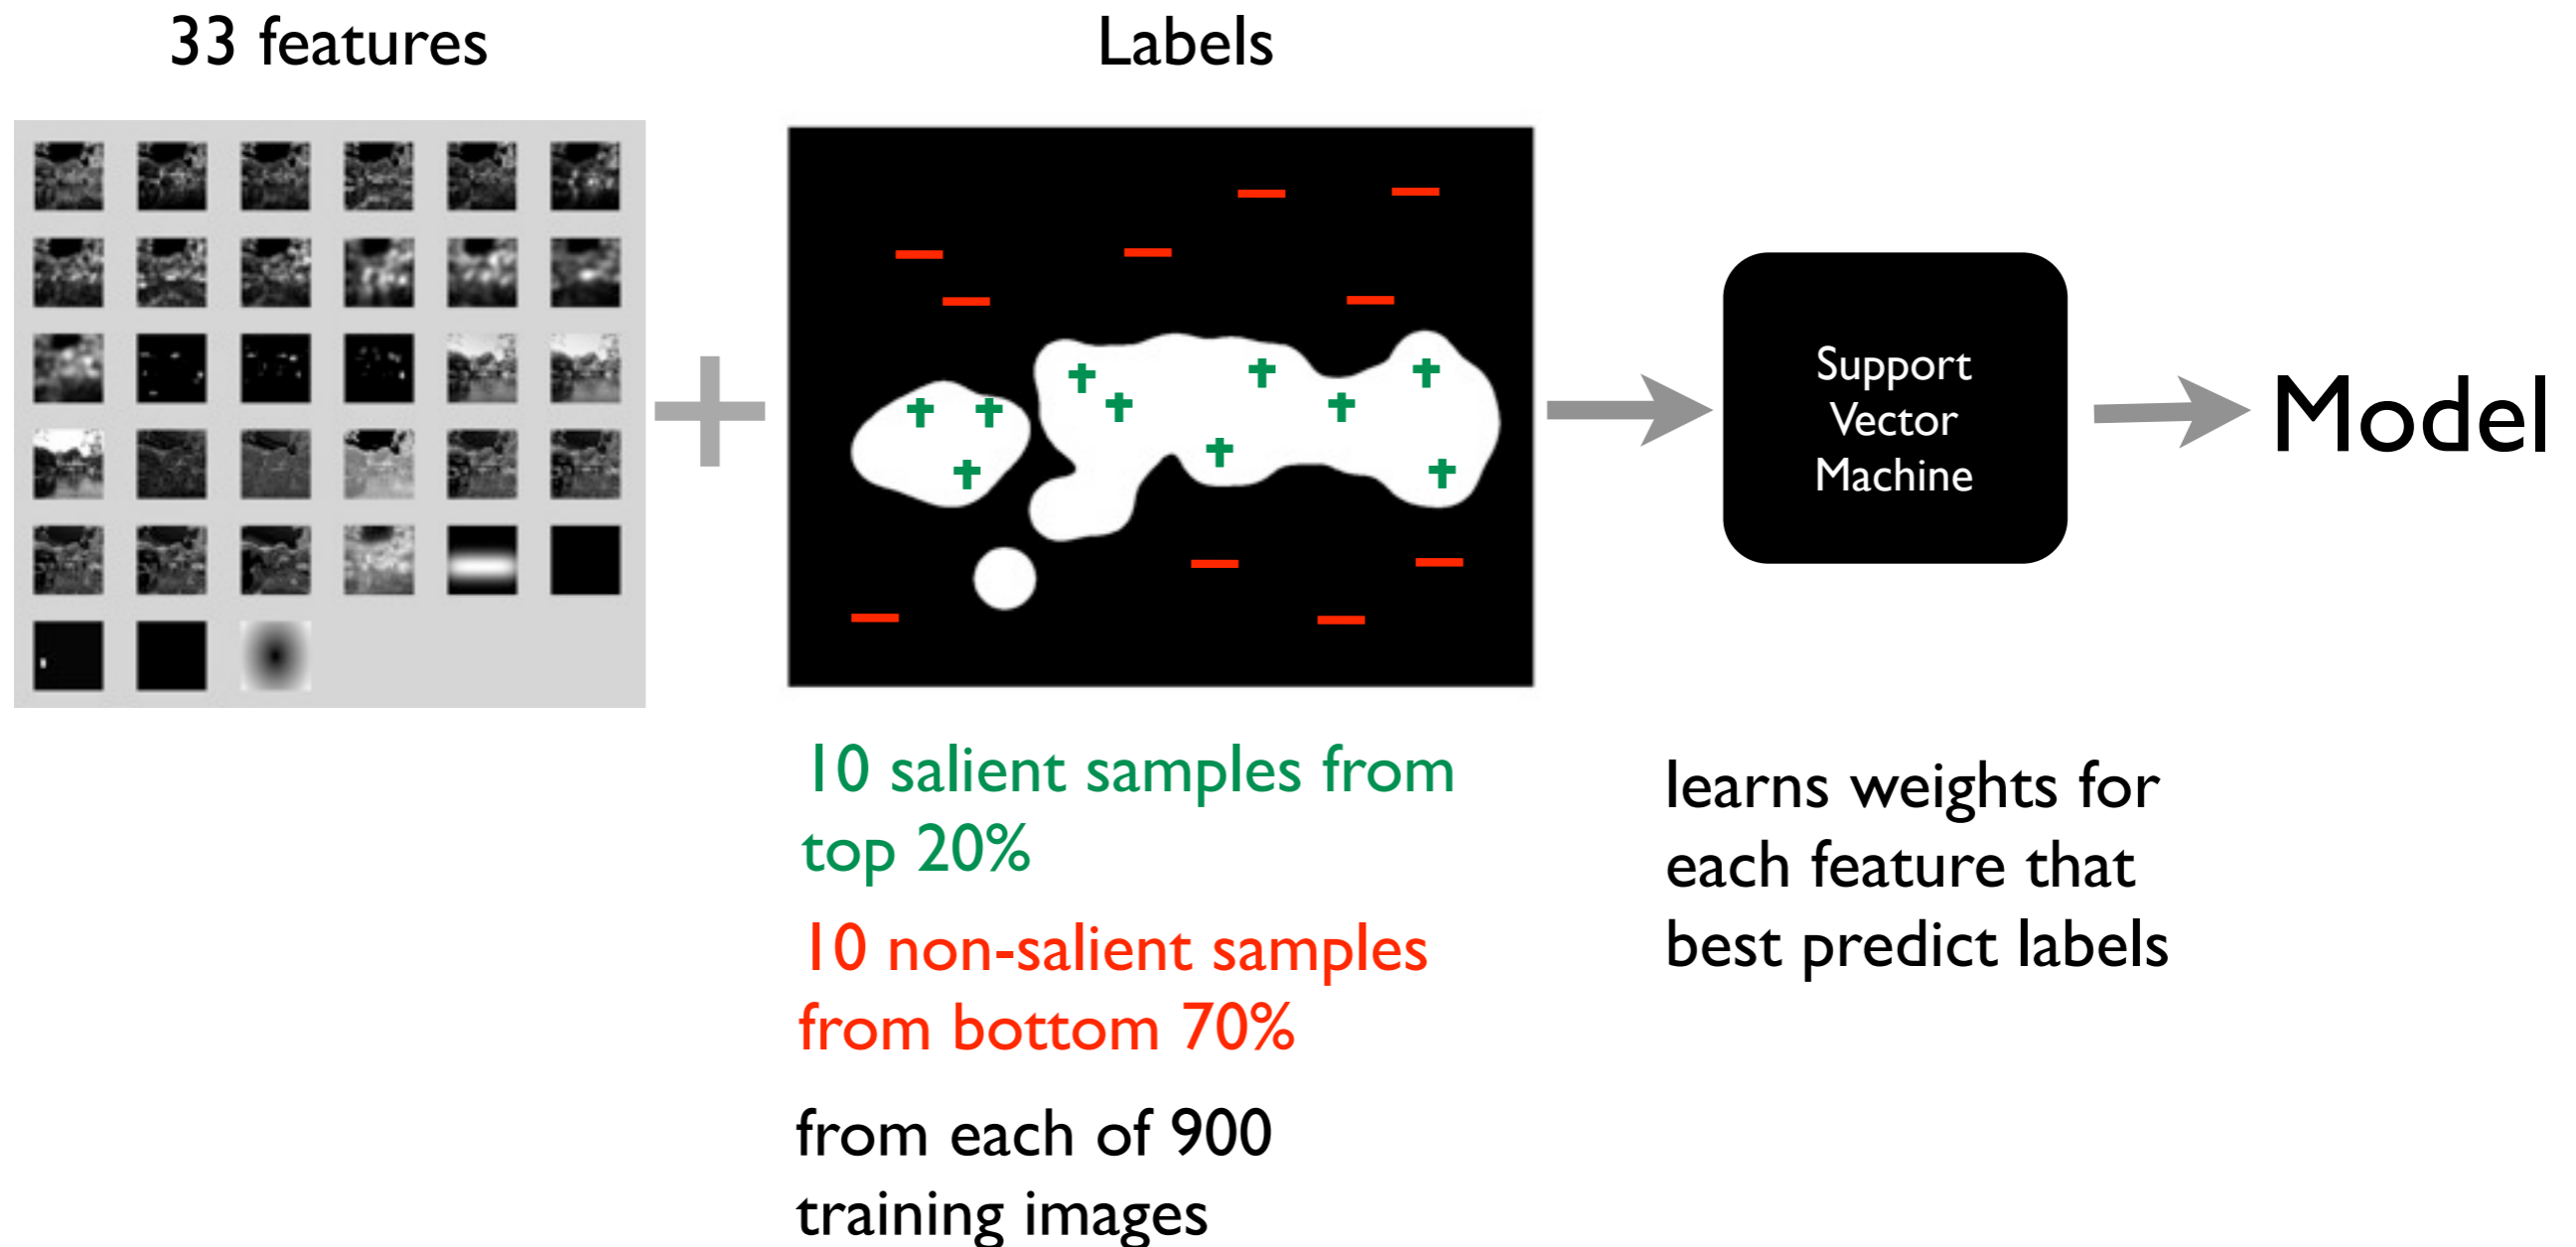 33 features
Labels
Support
Vector
Machine
Model
10 salient samples from
top 20%
10 non-salient samples
from bottom 70%
from each of 900
training images
learns weights for
each feature that
best predict labels